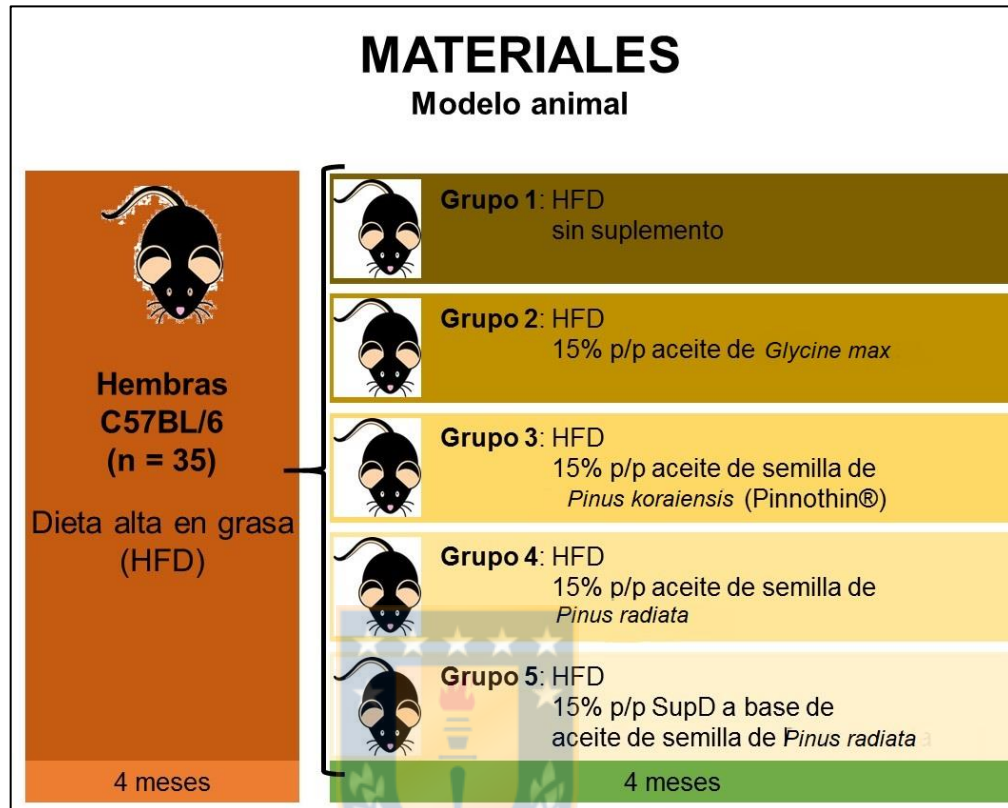 MATERIALES
Modelo animal
Hembras
C57BL/6
(n = 35)
Dieta alta en grasa
(HFD)
4 meses
Grupo 1: HFD
sin suplemento
Grupo 2: HFD
15% p/p aceite de Glycine max
Grupo 3: HFD
15% p/p aceite de semilla de
Pinus koraiensis (Pinnothin®)
Grupo 4: HFD
15% p/p aceite de semilla de
Pinus radiata
Grupo 5: HFD
15% p/p SupD a base de
aceite de semilla de Pinus radiata
4 meses